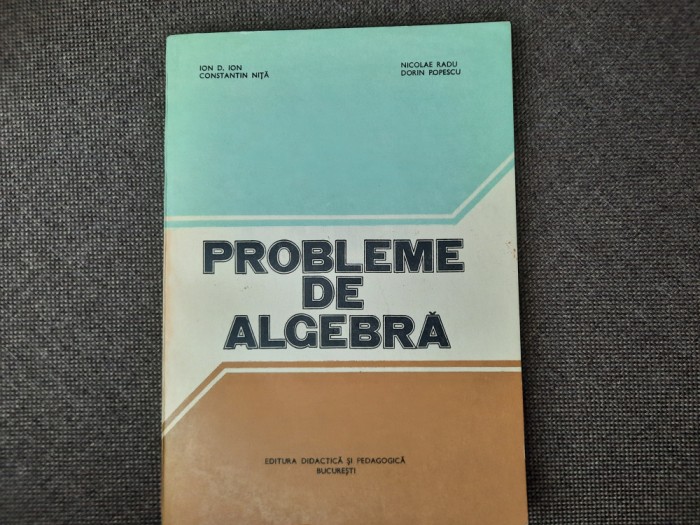 ION D. ION
CONSTANTIN NIȚĂ
NICOLAE RADU
DORIN POPESCU
PROBLEME
DE
ALGEBRĂ
EDITURA DIDACTICĂ ȘI PEDAGOGICĂ
BUCUREȘTI